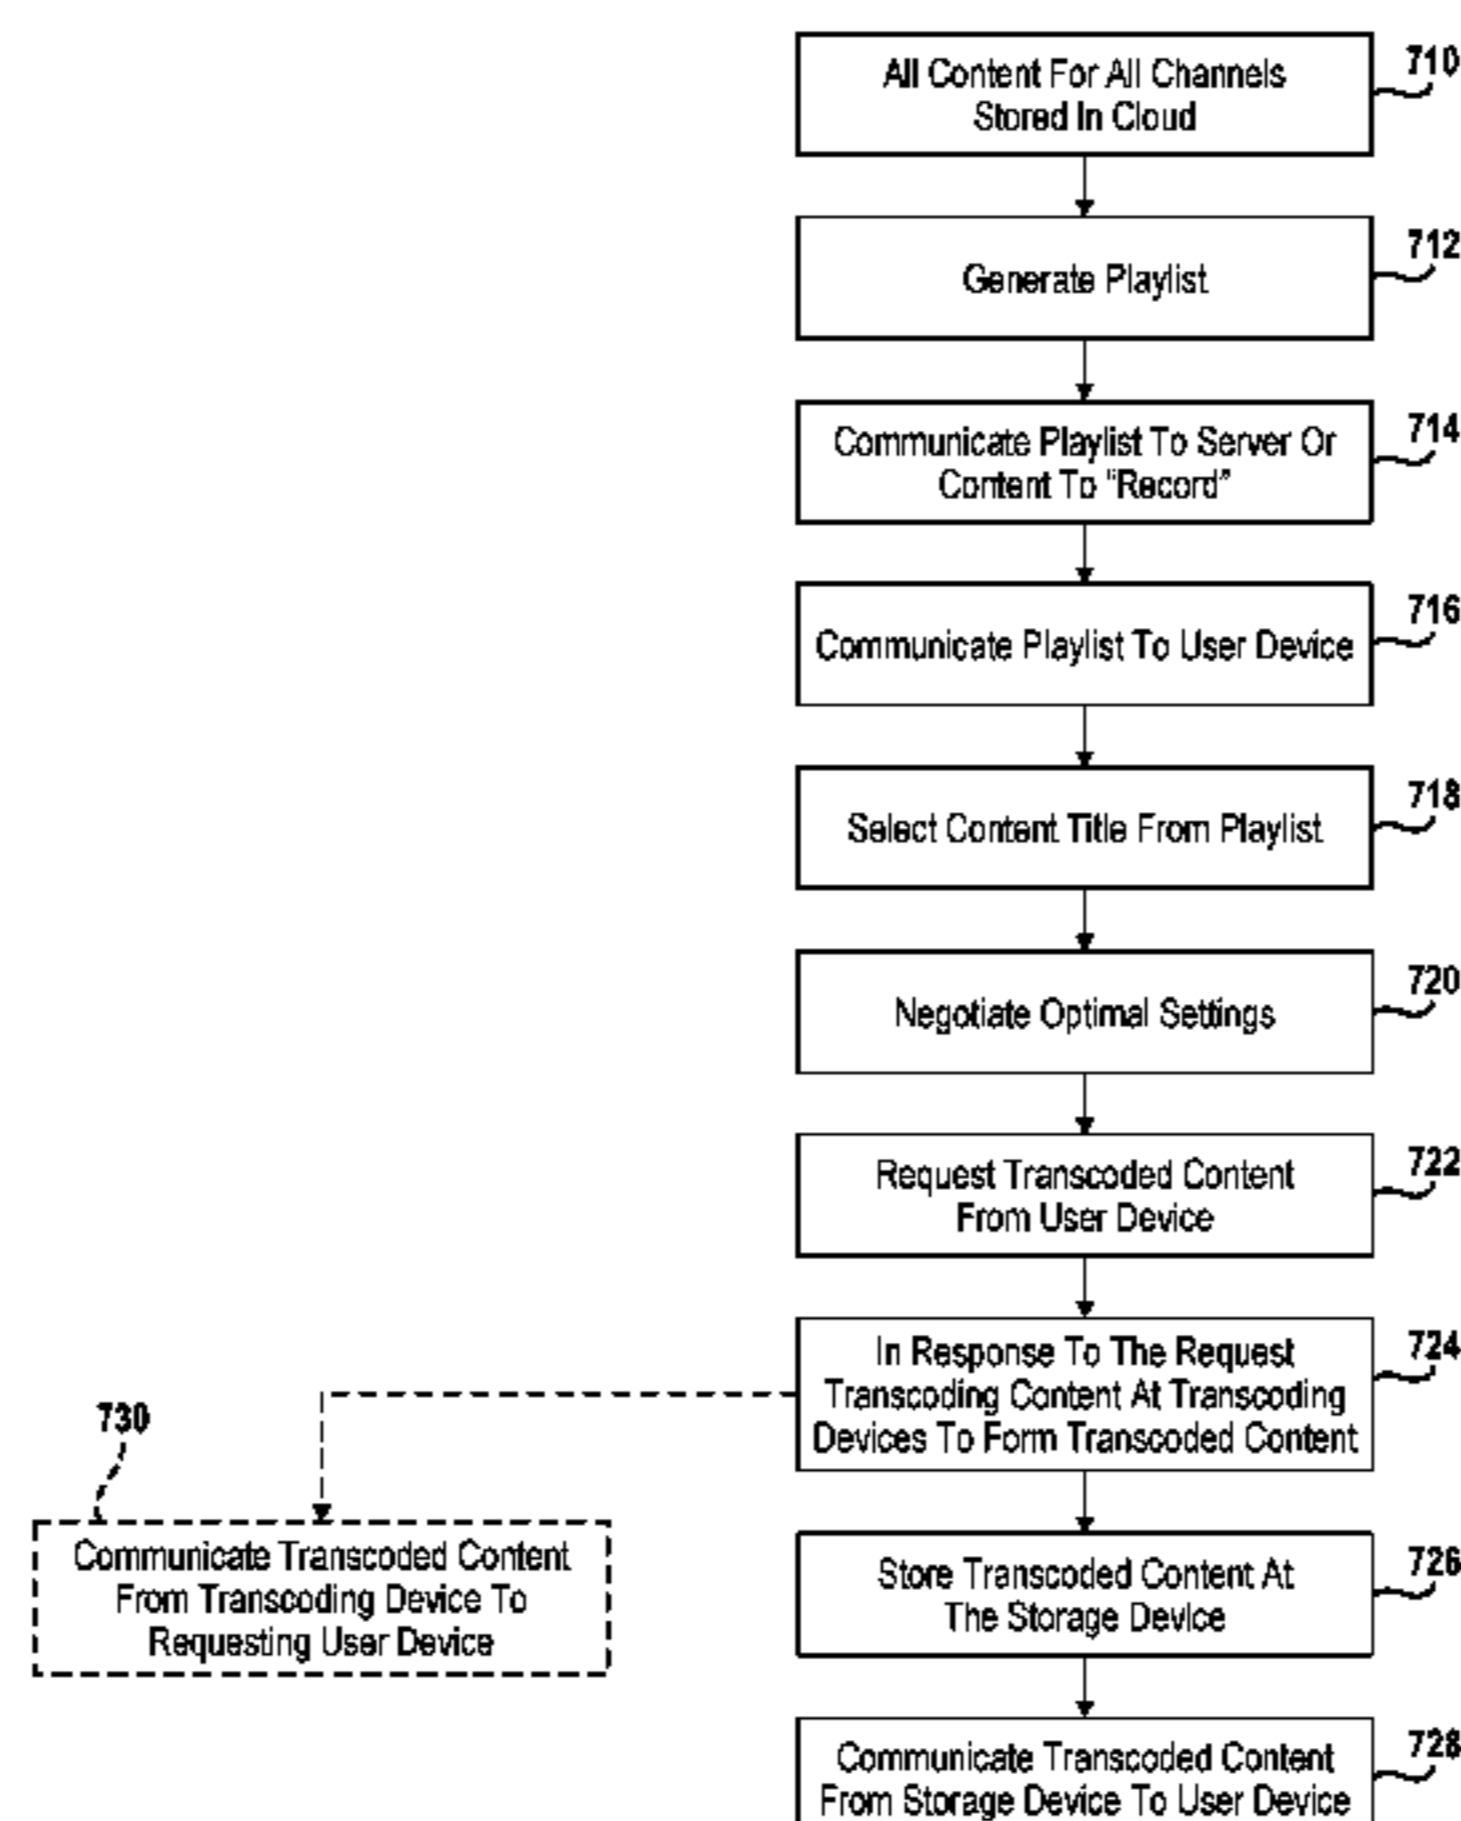 All Content For All Channels
Stored In Cloud
710
Generate Playlist
712
Communicate Playlist To Server Or
Content To "Record"
714
Communicate Playlist To User Device
716
Select Content Title From Playlist
718
Negotiate Optimal Settings
720
Request Transcoded Content
From User Device
722
In Response To The Request
Transcoding Content At Transcoding
Devices To Form Transcoded Content
724
730
Communicate Transcoded Content
From Transcoding Device To
Requesting User Device
Store Transcoded Content At
The Storage Device
726
Communicate Transcoded Content
From Storage Device To User Device
728